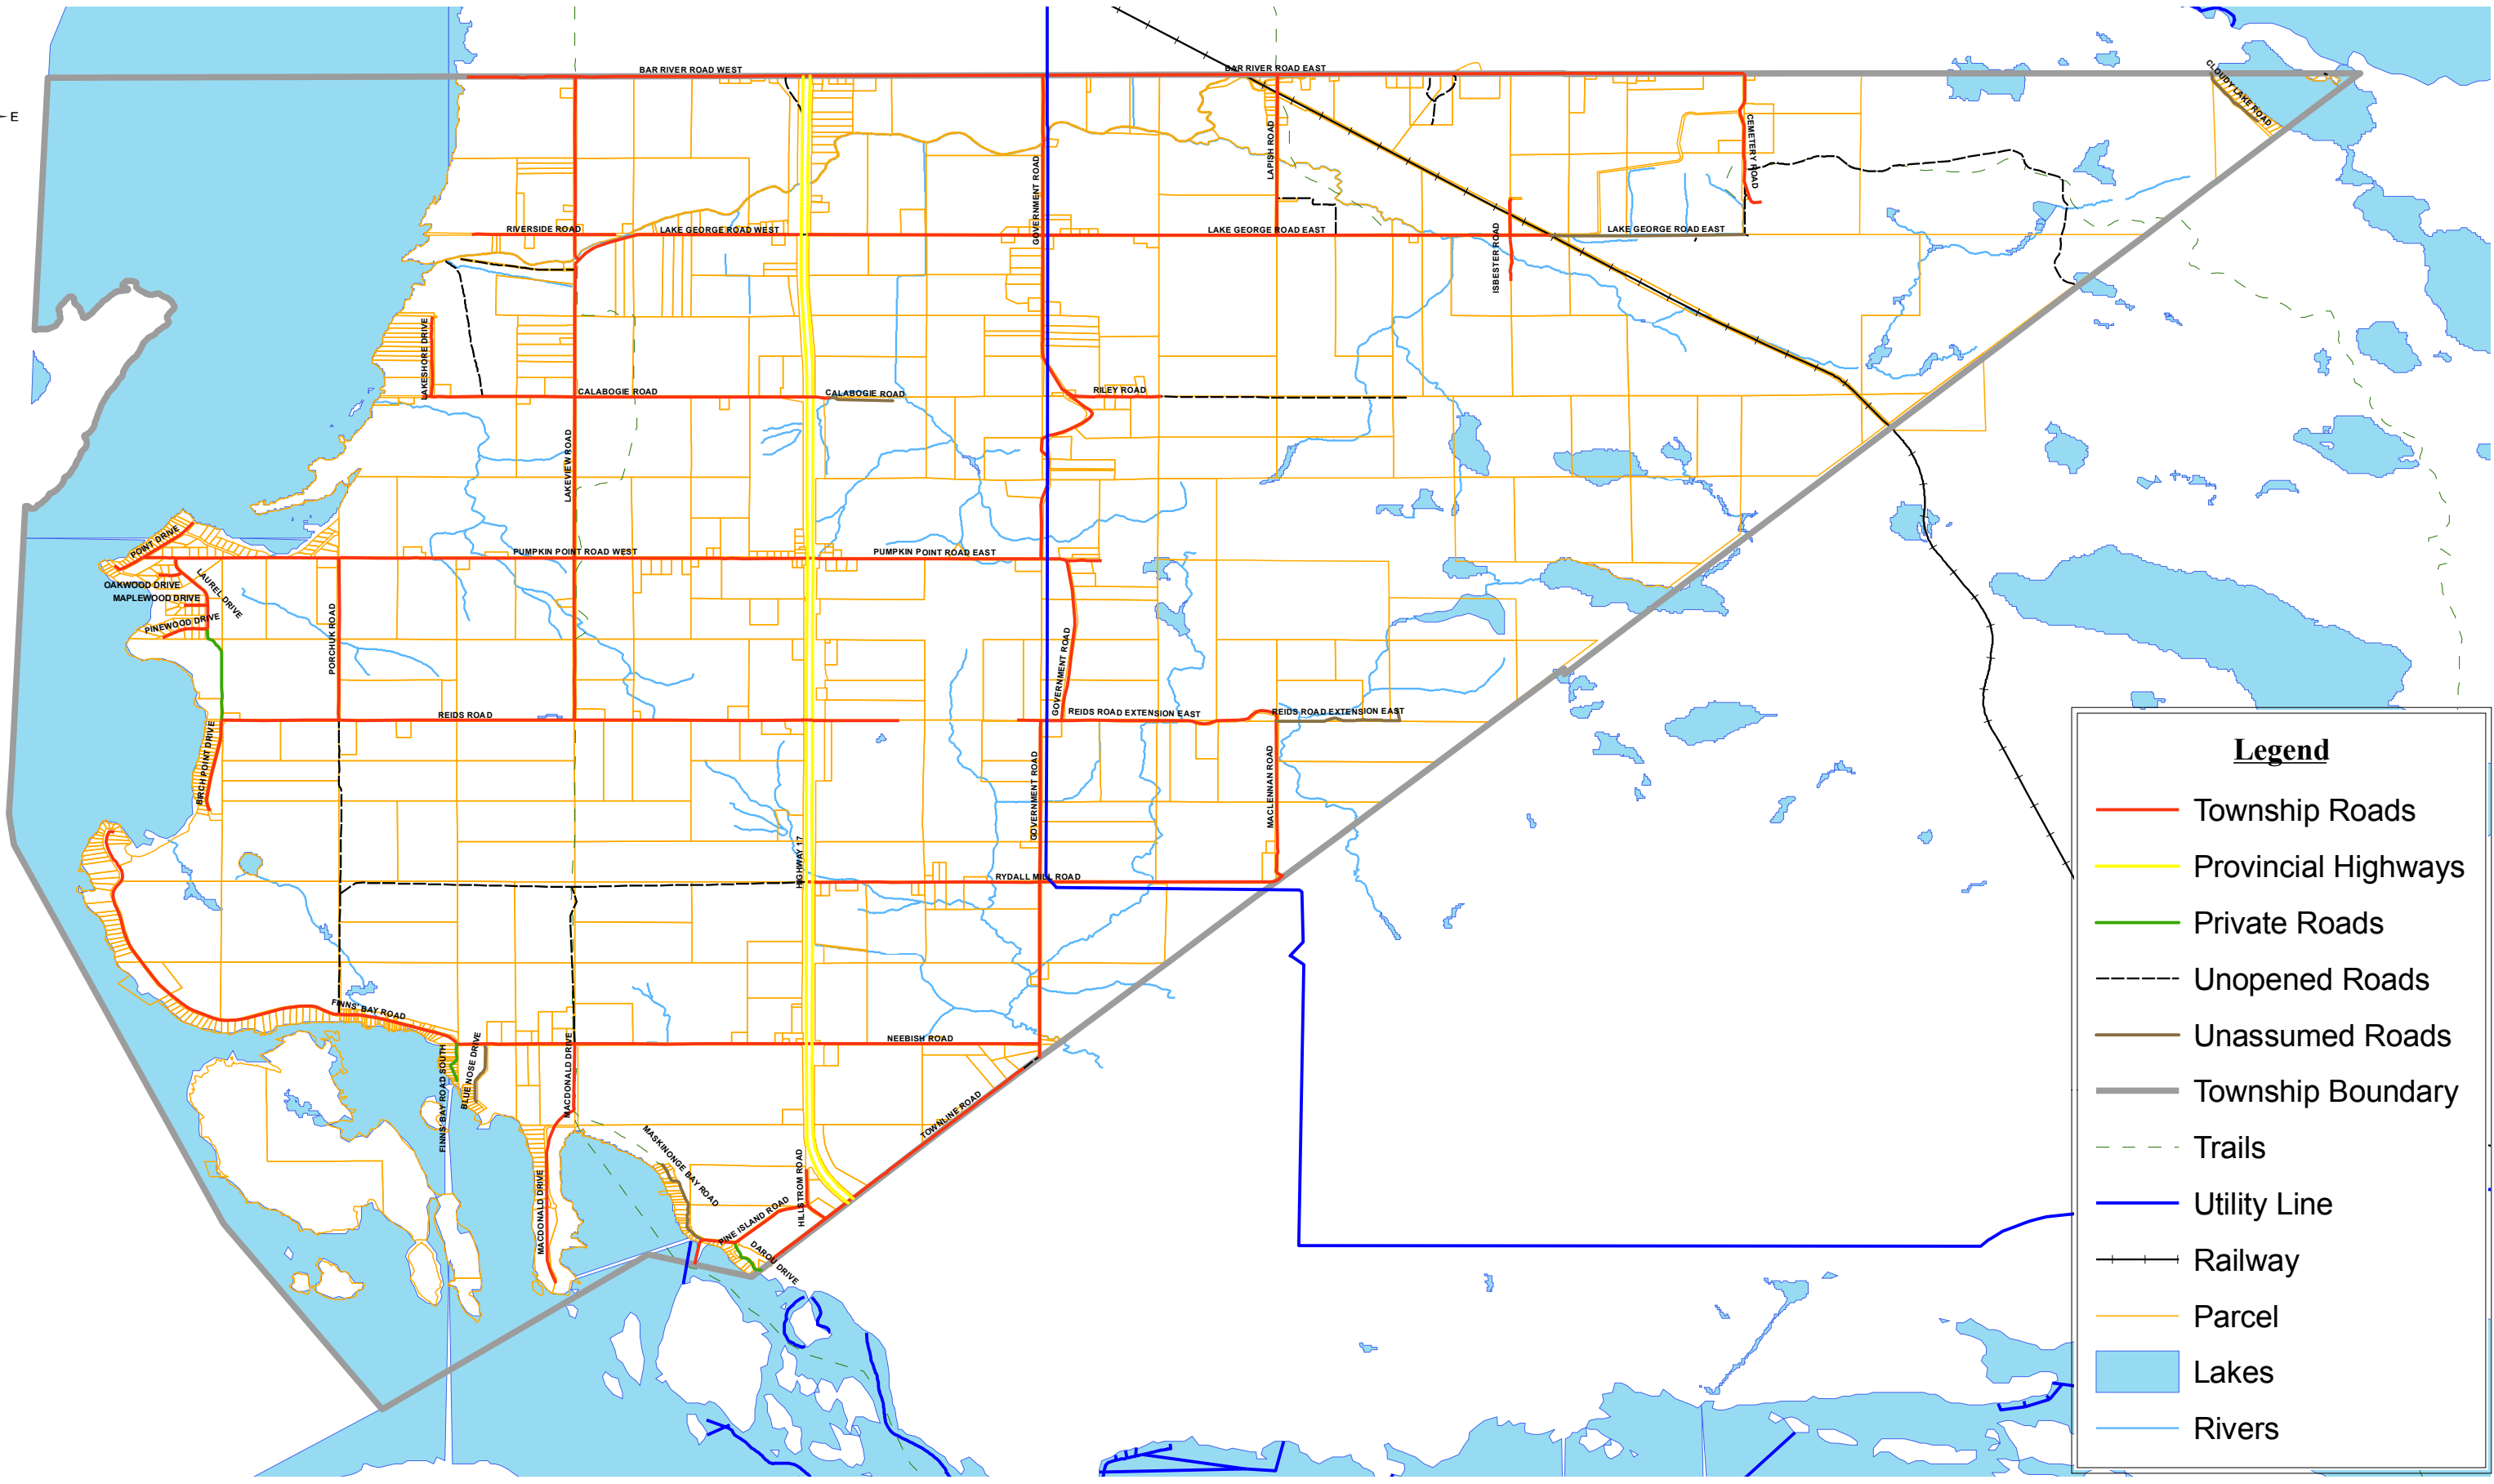 BAR RIVER ROAD WEST
BAR RIVER ROAD EAST
CLOUDY LAKE ROAD
E
LAPISH ROAD
CEMETERY ROAD
GOVERNMENT ROAD
RIVERSIDE ROAD
LAKE GEORGE ROAD WEST
LAKE GEORGE ROAD EAST
LAKE GEORGE ROAD EAST
ISBESTER ROAD
LAKESHORE DRIVE
CALABOGIE ROAD
CALABOGIE ROAD
RILEY ROAD
LAKEVIEW ROAD
POINT DRIVE
PUMPKIN POINT ROAD WEST
PUMPKIN POINT ROAD EAST
OAKWOOD DRIVE
LAUREL DRIVE
MAPLEWOOD DRIVE
PINEWOOD DRIVE
PORCHUK ROAD
GOVERNMENT ROAD
REIDS ROAD
REIDS ROAD EXTENSION EAST
REIDS ROAD EXTENSION EAST
BIRCH POINT DRIVE
GOVERNMENT ROAD
MACLENNAN ROAD
HIGHWAY 17
RYDALL MILL ROAD
FINNS' BAY ROAD
NEEBISH ROAD
FINNS' BAY ROAD SOUTH
BLUE NOSE DRIVE
MACDONALD DRIVE
TOWNLINE ROAD
MASKINONGE BAY ROAD
MACDONALD DRIVE
HILLSTROM ROAD
PINE ISLAND ROAD
DAROU DRIVE
Legend
Township Roads
Provincial Highways
Private Roads
Unopened Roads
Unassumed Roads
Township Boundary
Trails
Utility Line
Railway
Parcel
Lakes
Rivers